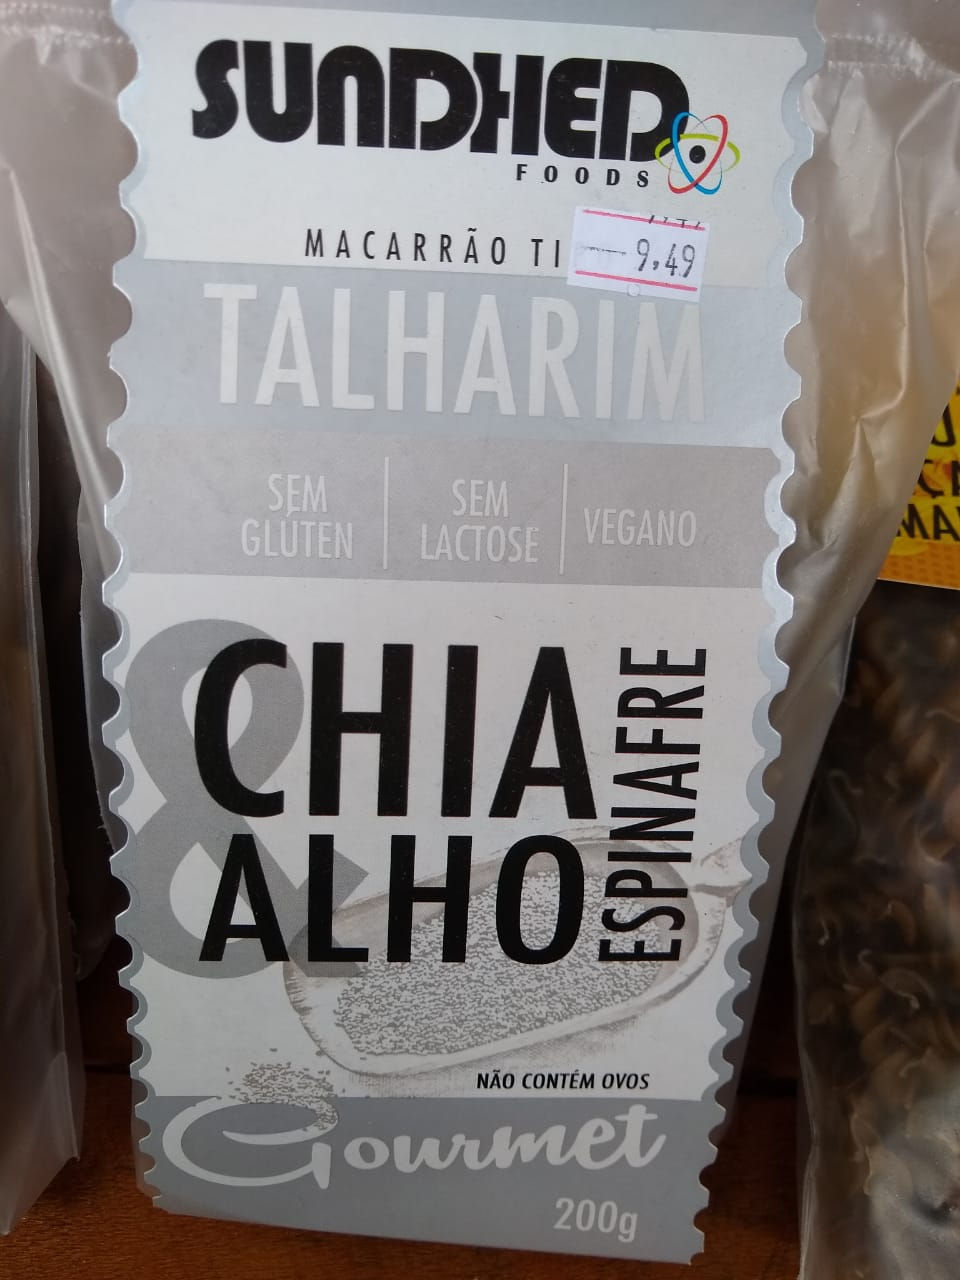 SUNDHED
FOODS
MACARRÃO TI
9,49
TALHARIM
SEM GLÚTEN
SEM LACTOSE
VEGANO
&
CHIA
ALHO
ESPINAFRE
NÃO CONTÉM OVOS
Gourmet
200g